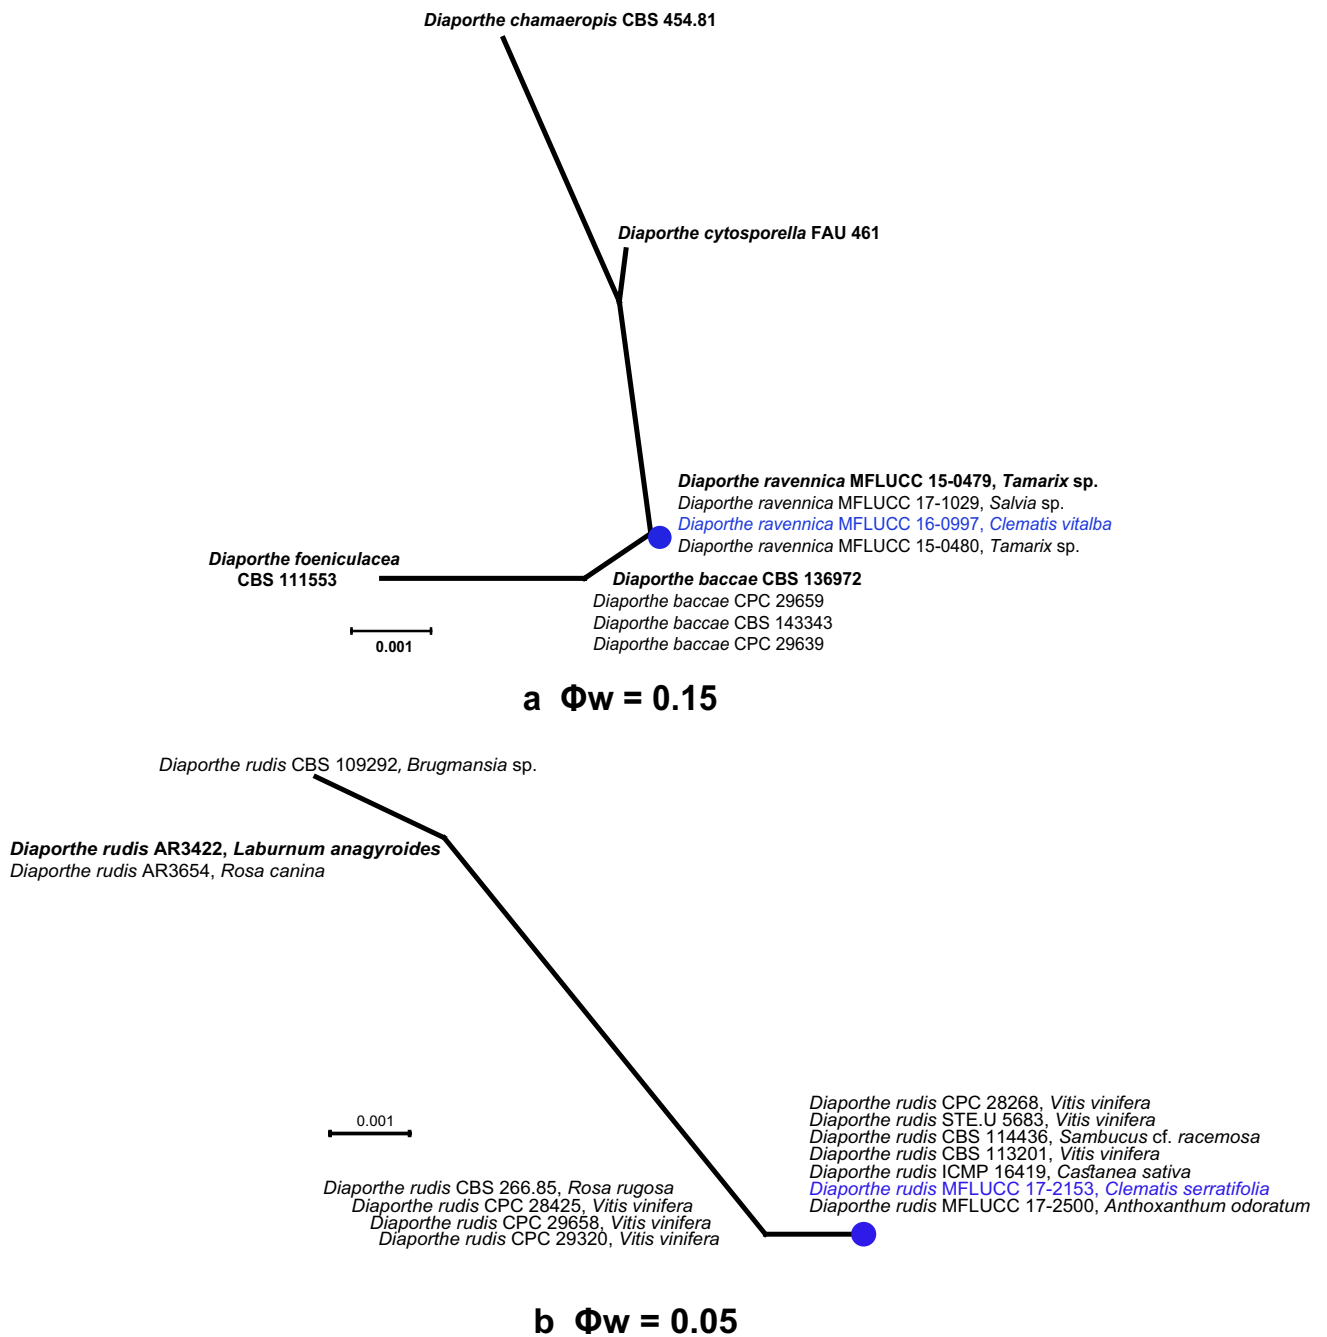 Diaporthe chamaeropis CBS 454.81
Diaporthe cytosporella FAU 461
Diaporthe ravennica MFLUCC 15-0479, Tamarix sp.
Diaporthe ravennica MFLUCC 17-1029, Salvia sp.
Diaporthe ravennica MFLUCC 16-0997, Clematis vitalba
Diaporthe ravennica MFLUCC 15-0480, Tamarix sp.
Diaporthe foeniculacea
CBS 111553
Diaporthe baccae CBS 136972
Diaporthe baccae CPC 29659
Diaporthe baccae CBS 143343
Diaporthe baccae CPC 29639
0.001
a Φw = 0.15
Diaporthe rudis CBS 109292, Brugmansia sp.
Diaporthe rudis AR3422, Laburnum anagyroides
Diaporthe rudis AR3654, Rosa canina
0.001
Diaporthe rudis CPC 28268, Vitis vinifera
Diaporthe rudis STE.U 5683, Vitis vinifera
Diaporthe rudis CBS 114436, Sambucus cf. racemosa
Diaporthe rudis CBS 113201, Vitis vinifera
Diaporthe rudis ICMP 16419, Castanea sativa
Diaporthe rudis MFLUCC 17-2153, Clematis serratifolia
Diaporthe rudis MFLUCC 17-2500, Anthoxanthum odoratum
Diaporthe rudis CBS 266.85, Rosa rugosa
Diaporthe rudis CPC 28425, Vitis vinifera
Diaporthe rudis CPC 29658, Vitis vinifera
Diaporthe rudis CPC 29320, Vitis vinifera
b Φw = 0.05